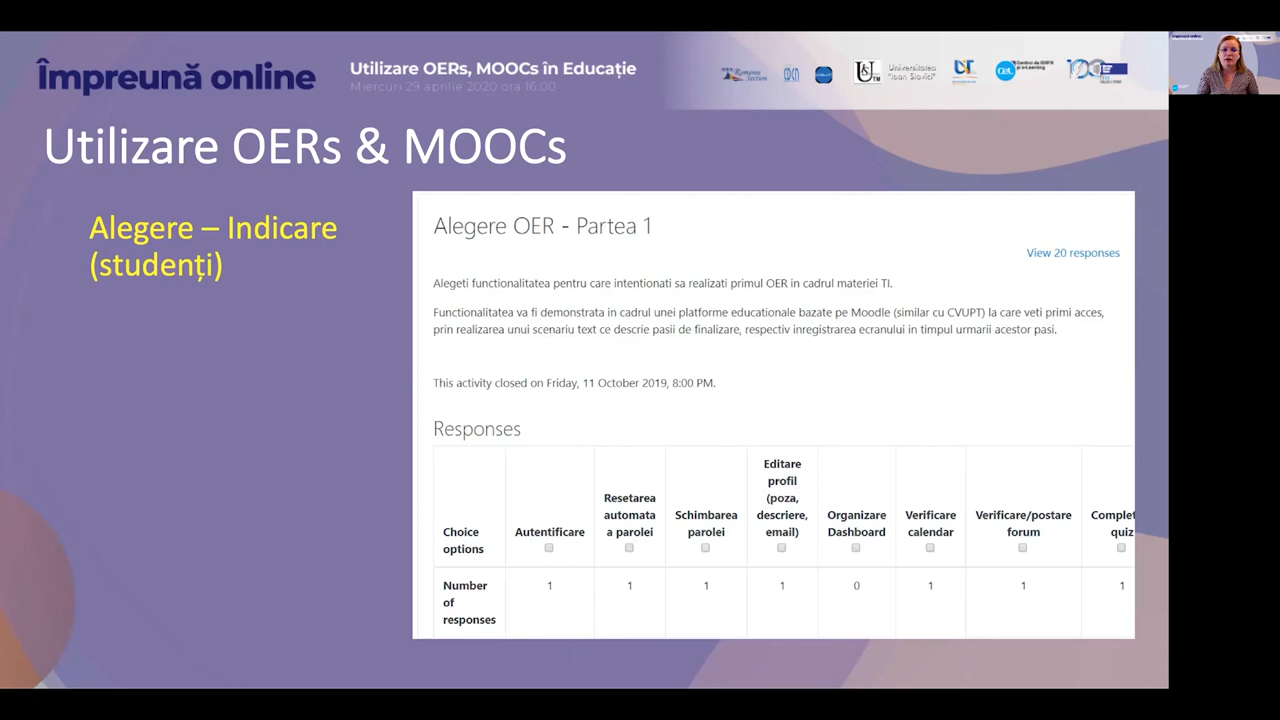 Împreună online
Utilizare OERs, MOOCs în Educație
Miercuri 29 aprilie 2020 ora 16:00
Romania
Section
Universitatea
"Ioan Slavici"
Utilizare OERs & MOOCs
Alegere – Indicare
(studenți)
Alegere OER - Partea 1
View 20 responses
Alegeti functionalitatea pentru care intentionati sa realizati primul OER in cadrul materiei TI.
Functionalitatea va fi demonstrata in cadrul unei platforme educationale bazate pe Moodle (similar cu CVUPT) la care veti primi acces,
prin realizarea unui scenariu text ce descrie pasii de finalizare, respectiv inregistrarea ecranului in timpul urmarii acestor pasi.
This activity closed on Friday, 11 October 2019, 8:00 PM.
Responses
Choice
options
Autentificare
Resetarea
automata
a parolei
Schimbarea
parolei
Editare
profil
(poza,
descriere,
email)
Organizare
Dashboard
Verificare
calendar
Verificare/postare
forum
Complet
quiz
Number
of
responses
1 1 1 1 0 1 1 1